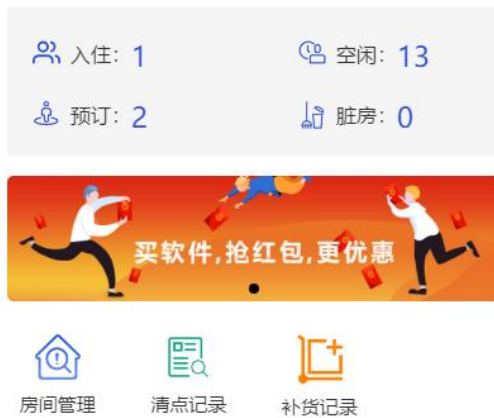 入住：1
空闲：13
预订：2
脏房：0
买软件,抢红包,更优惠
房间管理
清点记录
补货记录